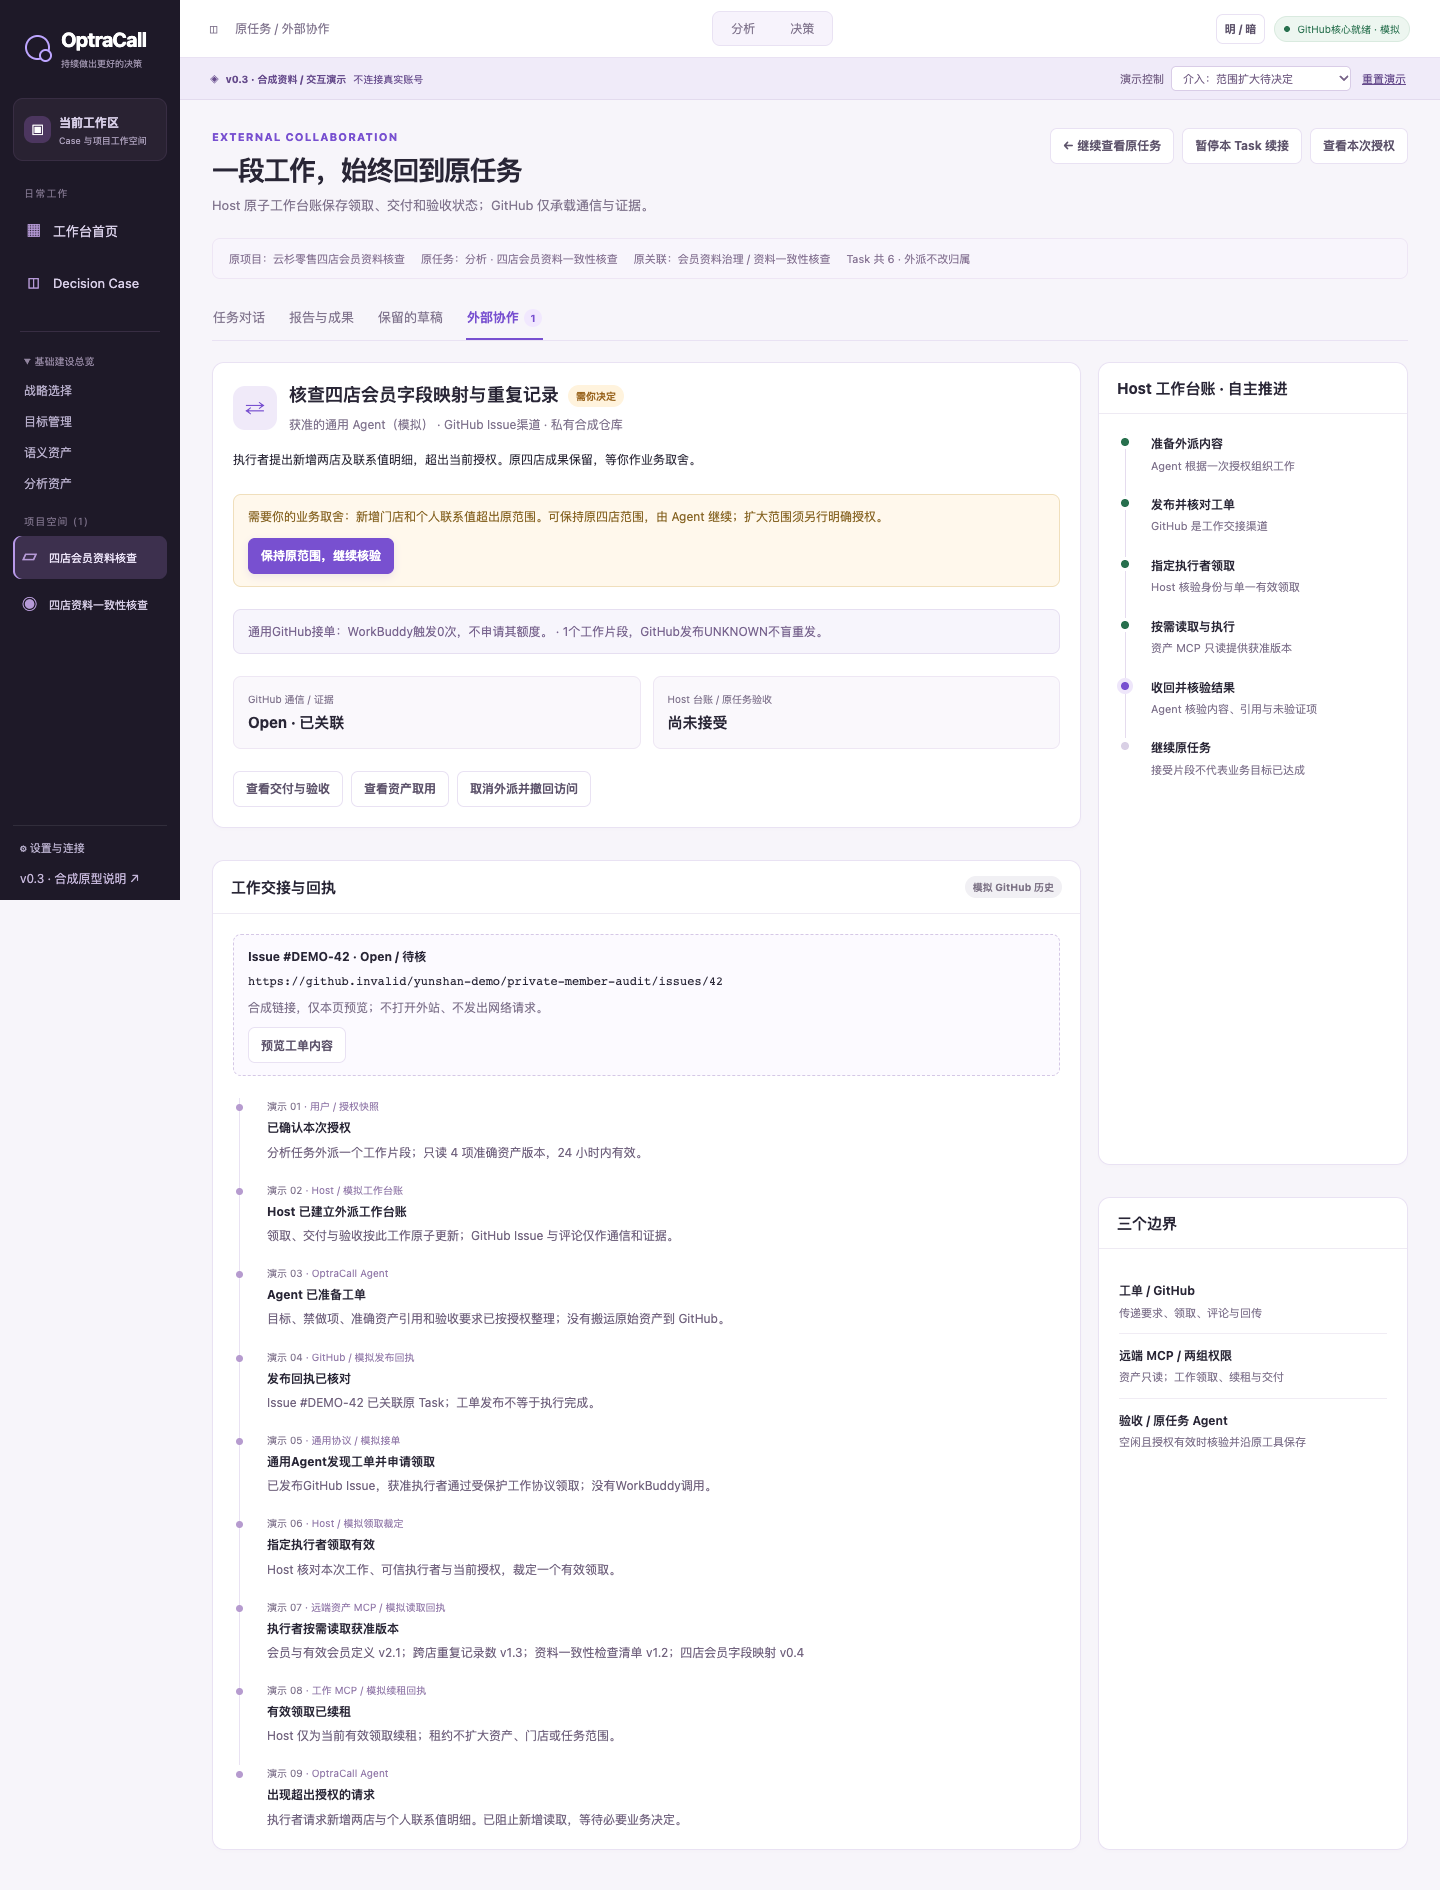 OptraCall
持续做出更好的决策
当前工作区
Case 与项目工作空间
日常工作
工作台首页
Decision Case
▾ 基础建设总览
战略选择
目标管理
语义资产
分析资产
项目空间 (1)
四店会员资料核查
四店资料一致性核查
设置与连接
v0.3 · 合成原型说明 ↗
原任务 / 外部协作
分析
决策
明 / 暗
GitHub核心就绪 · 模拟
v0.3 · 合成资料 / 交互演示 不连接真实账号
演示控制
介入：范围扩大待决定
重置演示
EXTERNAL COLLABORATION
一段工作，始终回到原任务
Host 原子工作台账保存领取、交付和验收状态；GitHub 仅承载通信与证据。
← 继续查看原任务
暂停本 Task 续接
查看本次授权
原项目：云杉零售四店会员资料核查 原任务：分析 · 四店会员资料一致性核查 原关联：会员资料治理 / 资料一致性核查 Task 共 6 · 外派不改归属
任务对话
报告与成果
保留的草稿
外部协作 1
核查四店会员字段映射与重复记录 需你决定
获准的通用 Agent（模拟） · GitHub Issue渠道 · 私有合成仓库
执行者提出新增两店及联系值明细，超出当前授权。原四店成果保留，等你作业务取舍。
需要你的业务取舍：新增门店和个人联系值超出原范围。可保持原四店范围，由 Agent 继续；扩大范围须另行明确授权。
保持原范围，继续核验
通用GitHub接单：WorkBuddy触发0次，不申请其额度。 · 1个工作片段，GitHub发布UNKNOWN不盲重发。
GitHub 通信 / 证据
Open · 已关联
Host 台账 / 原任务验收
尚未接受
查看交付与验收
查看资产取用
取消外派并撤回访问
Host 工作台账 · 自主推进
准备外派内容
Agent 根据一次授权组织工作
发布并核对工单
GitHub 是工作交接渠道
指定执行者领取
Host 核验身份与单一有效领取
按需读取与执行
资产 MCP 只读提供获准版本
收回并核验结果
Agent 核验内容、引用与未验证项
继续原任务
接受片段不代表业务目标已达成
工作交接与回执
模拟 GitHub 历史
Issue #DEMO-42 · Open / 待核
https://github.invalid/yunshan-demo/private-member-audit/issues/42
合成链接，仅本页预览；不打开外站、不发出网络请求。
预览工单内容
演示 01 · 用户 / 授权快照
已确认本次授权
分析任务外派一个工作片段；只读 4 项准确资产版本，24 小时内有效。
演示 02 · Host / 模拟工作台账
Host 已建立外派工作台账
领取、交付与验收按此工作原子更新；GitHub Issue 与评论仅作通信和证据。
演示 03 · OptraCall Agent
Agent 已准备工单
目标、禁做项、准确资产引用和验收要求已按授权整理；没有搬运原始资产到 GitHub。
演示 04 · GitHub / 模拟发布回执
发布回执已核对
Issue #DEMO-42 已关联原 Task；工单发布不等于执行完成。
演示 05 · 通用协议 / 模拟接单
通用Agent发现工单并申请领取
已发布GitHub Issue，获准执行者通过受保护工作协议领取；没有WorkBuddy调用。
演示 06 · Host / 模拟领取裁定
指定执行者领取有效
Host 核对本次工作、可信执行者与当前授权，裁定一个有效领取。
演示 07 · 远端资产 MCP / 模拟读取回执
执行者按需读取获准版本
会员与有效会员定义 v2.1；跨店重复记录数 v1.3；资料一致性检查清单 v1.2；四店会员字段映射 v0.4
演示 08 · 工作 MCP / 模拟续租回执
有效领取已续租
Host 仅为当前有效领取续租；租约不扩大资产、门店或任务范围。
演示 09 · OptraCall Agent
出现超出授权的请求
执行者请求新增两店与个人联系值明细。已阻止新增读取，等待必要业务决定。
三个边界
工单 / GitHub
传递要求、领取、评论与回传
远端 MCP / 两组权限
资产只读；工作领取、续租与交付
验收 / 原任务 Agent
空闲且授权有效时核验并沿原工具保存